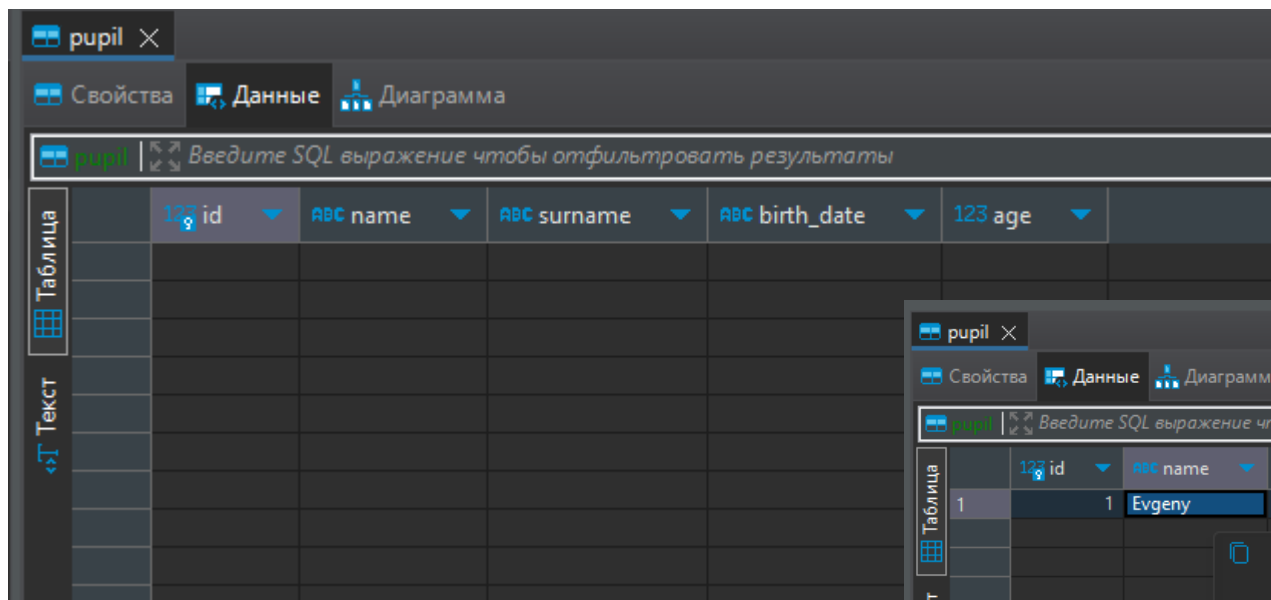 pupil
Свойства Данные Диаграмма
pupil Введите SQL выражение чтобы отфильтровать результаты
123 id ABC name ABC surname ABC birth_date 123 age
Таблица
Текст
pupil
Свойства Данные Диаграмм
pupil Введите SQL выражение чт
123 id ABC name
Таблица
1 1 Evgeny